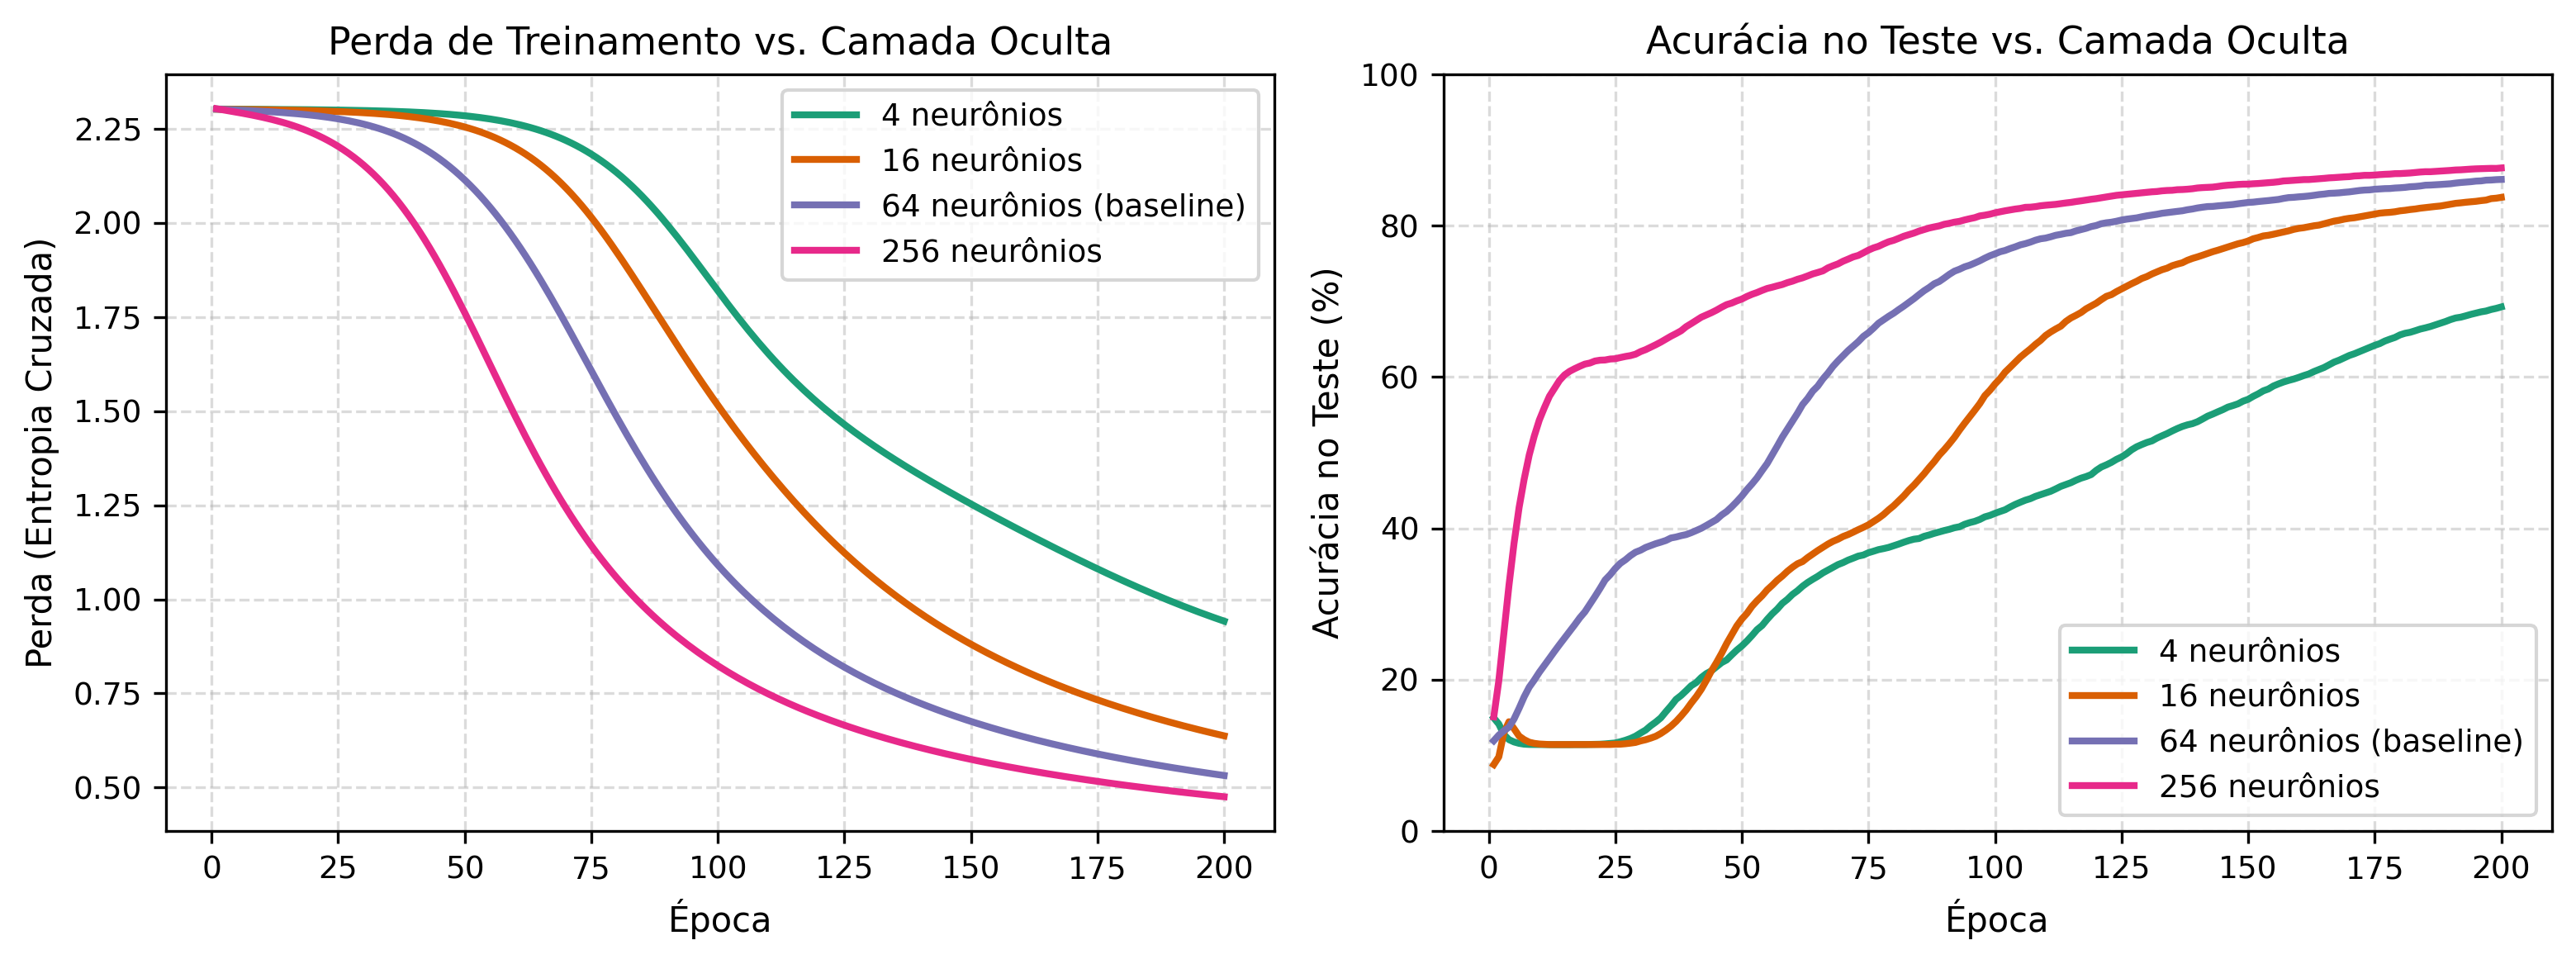 Perda de Treinamento vs. Camada Oculta
Perda (Entropia Cruzada)
2.25
2.00
1.75
1.50
1.25
1.00
0.75
0.50
4 neurônios
16 neurônios
64 neurônios (baseline)
256 neurônios
0 25 50 75 100 125 150 175 200
Época
Acurácia no Teste vs. Camada Oculta
Acurácia no Teste (%)
100
80
60
40
20
0
4 neurônios
16 neurônios
64 neurônios (baseline)
256 neurônios
0 25 50 75 100 125 150 175 200
Época